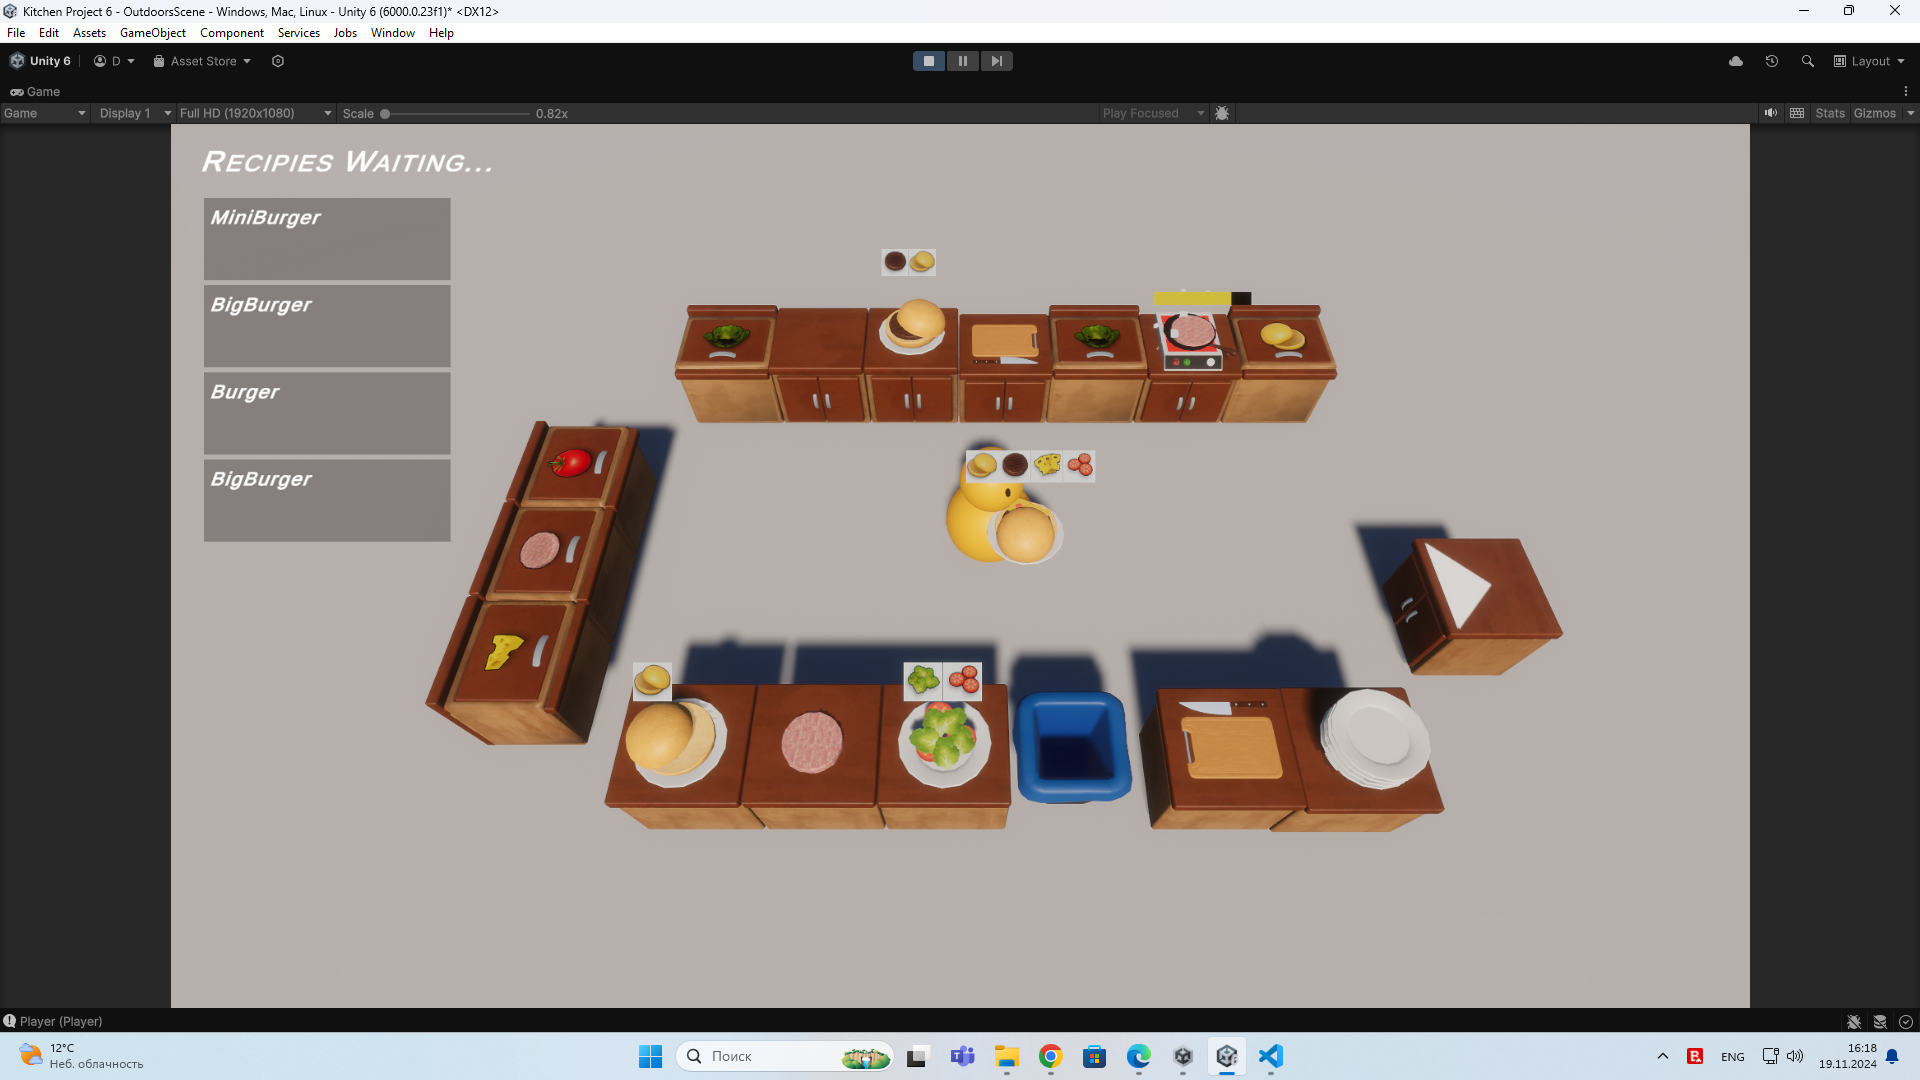 Kitchen Project 6 - OutdoorsScene - Windows, Mac, Linux - Unity 6 (6000.0.23f1)* <DX12>
File Edit Assets GameObject Component Services Jobs Window Help
Unity 6 D Asset Store Layout
Game
Game Display 1 Full HD (1920x1080) Scale 0.82x Play Focused Stats Gizmos
RECIPIES WAITING...
MiniBurger
BigBurger
Burger
BigBurger
Player (Player)
12°C
Неб. облачность
Поиск
ENG
16:18
19.11.2024